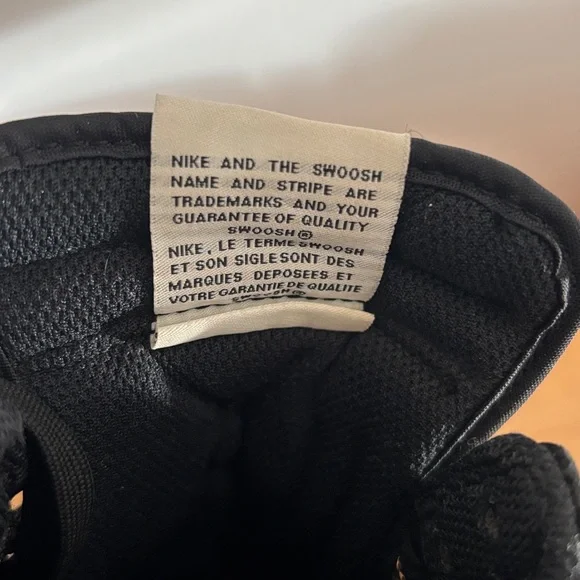 NIKE AND THE SWOOSH
NAME AND STRIPE ARE
TRADEMARKS AND YOUR
GUARANTEE OF QUALITY
SWOOSH®
NIKE, LE TERME SWOOSH
ET SON SIGLE SONT DES
MARQUES DEPOSEES ET
VOTRE GARANTIE DE QUALITE
SWOOSH®